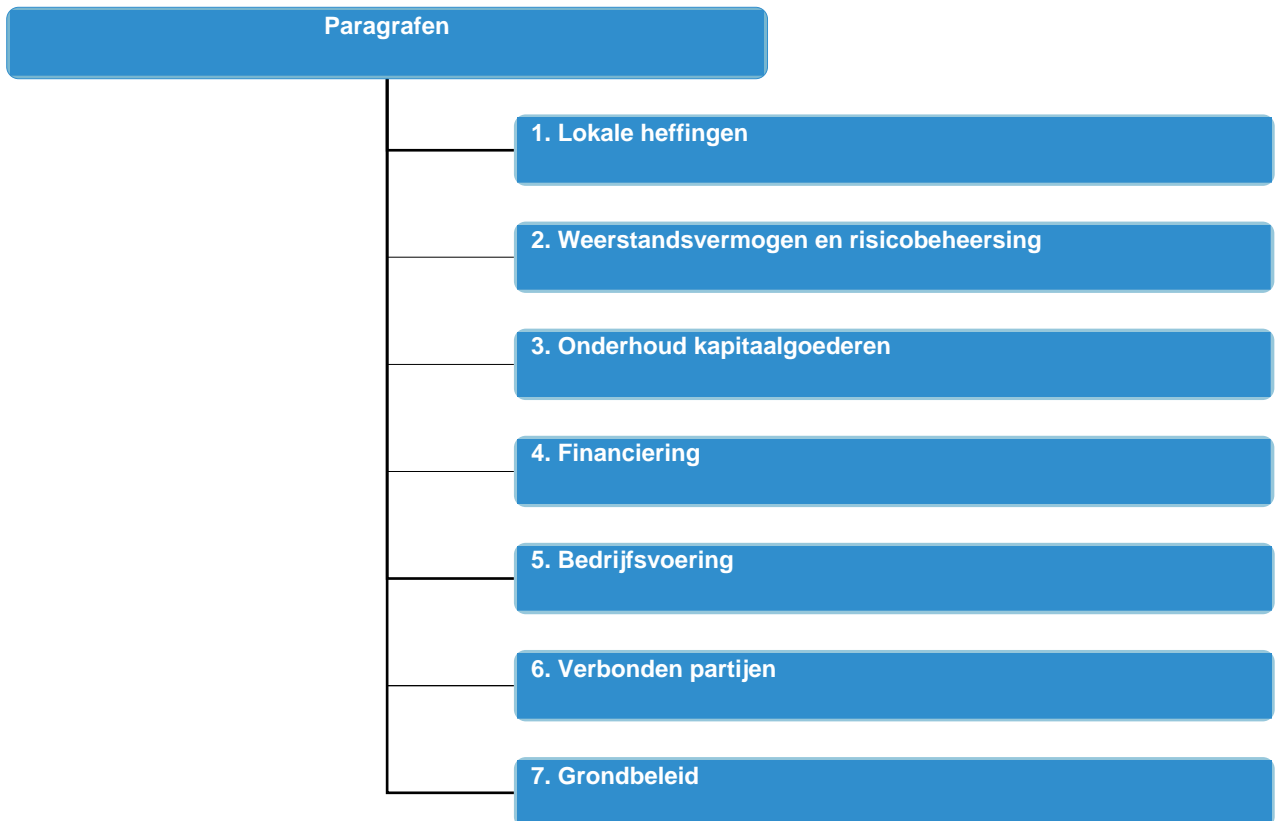 Paragrafen
1. Lokale heffingen
2. Weerstandsvermogen en risicobeheersing
3. Onderhoud kapitaalgoederen
4. Financiering
5. Bedrijfsvoering
6. Verbonden partijen
7. Grondbeleid